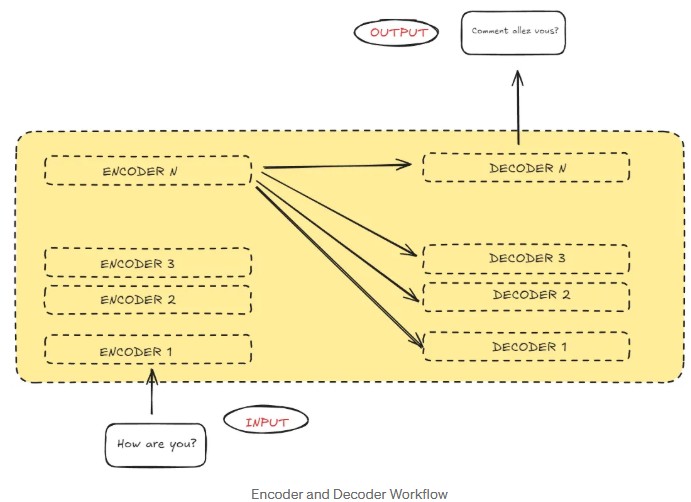 OUTPUT
Comment allez vous?
ENCODER N
DECODER N
ENCODER 3
DECODER 3
ENCODER 2
DECODER 2
ENCODER 1
DECODER 1
How are you?
INPUT
Encoder and Decoder Workflow